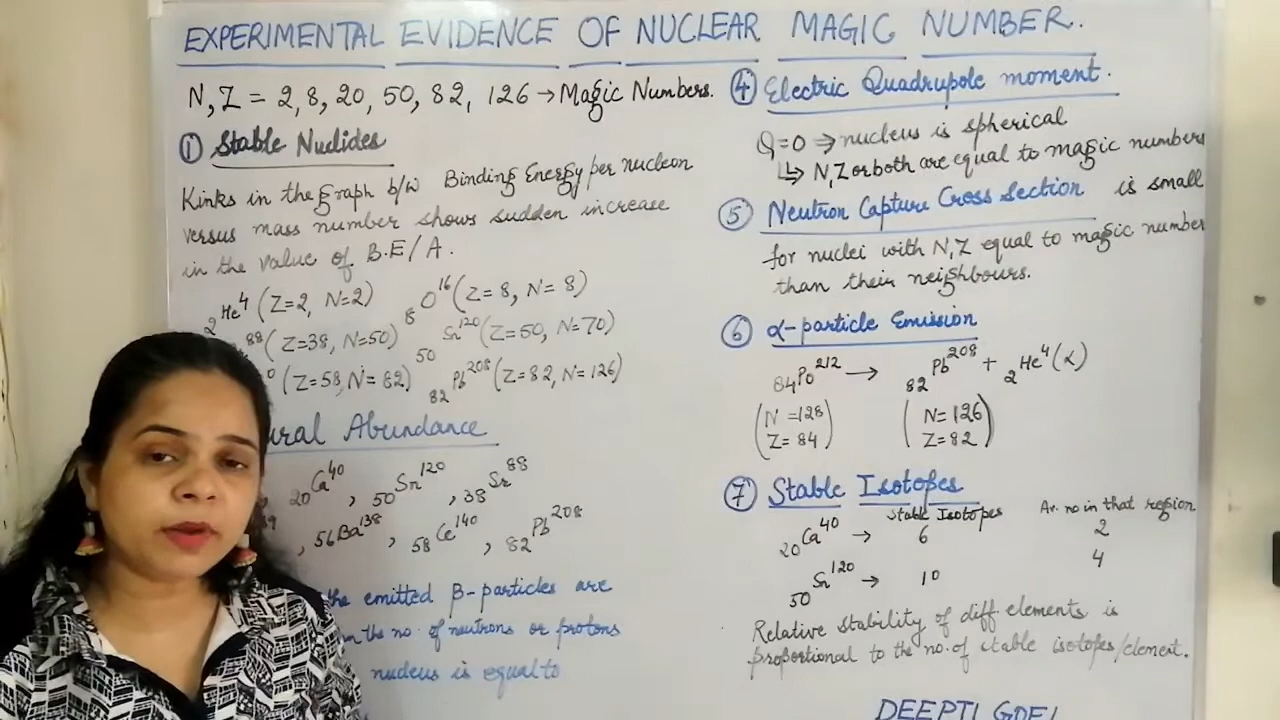 EXPERIMENTAL EVIDENCE OF NUCLEAR MAGIC NUMBER.
N, Z = 2, 8, 20, 50, 82, 126 → Magic Numbers.
① Stable Nuclides
Kinks in the graph b/w Binding Energy per nucleon
versus mass number shows sudden increase
in the value of B.E/A.
₂He⁴ (Z=2, N=2) ₈O¹⁶ (Z=8, N=8)
⁸⁸ (Z=38, N=50) ₅₀Sn¹²⁰ (Z=50, N=70)
⁰ (Z=58, N=82) ₈₂Pb²⁰⁸ (Z=82, N=126)
ural Abundance
₂₀Ca⁴⁰, ₅₀Sn¹²⁰, ₃₈Sr⁸⁸
, ₅₆Ba¹³⁸, ₅₈Ce¹⁴⁰, ₈₂Pb²⁰⁸
the emitted β-particles are
the no. of neutrons or protons
nucleus is equal to
④ Electric Quadrupole moment.
Q=0 ⇒ nucleus is spherical
↳ N, Z or both are equal to magic numbers
⑤ Neutron Capture Cross Section is small
for nuclei with N, Z equal to magic number
than their neighbours.
⑥ α-particle Emission
₈₄Po²¹² → ₈₂Pb²⁰⁸ + ₂He⁴(α)
(N=128) (N=126)
(Z=84) (Z=82)
⑦ Stable Isotopes
Stable Isotopes Av. no in that region
₂₀Ca⁴⁰ → 6 2
₅₀Sn¹²⁰ → 10 4
Relative stability of diff elements is
proportional to the no. of stable isotopes/element.
DEEPTI GOEL